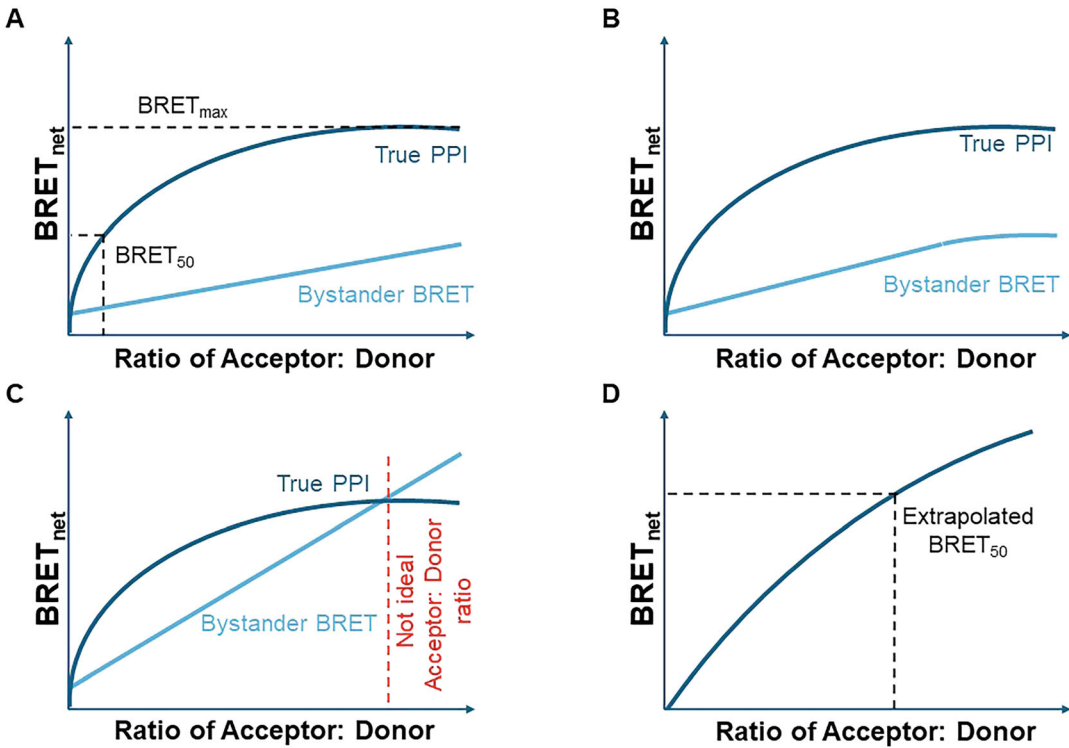 A
BRETnet
BRETmax
True PPI
BRET50
Bystander BRET
Ratio of Acceptor: Donor
B
BRETnet
True PPI
Bystander BRET
Ratio of Acceptor: Donor
C
BRETnet
True PPI
Bystander BRET
Not ideal
Acceptor: Donor
ratio
Ratio of Acceptor: Donor
D
BRETnet
Extrapolated
BRET50
Ratio of Acceptor: Donor